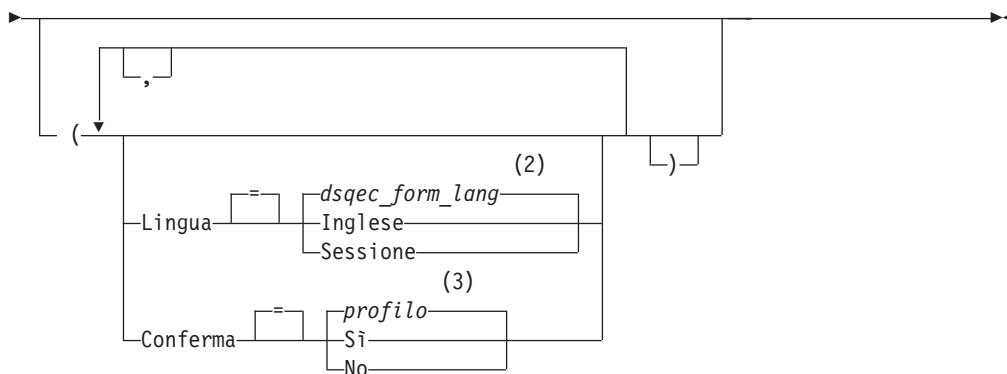 ,
(
)
(2)
= dsqec_form_lang
Lingua Inglese
Sessione
(3)
= profilo
Conferma Sì
No